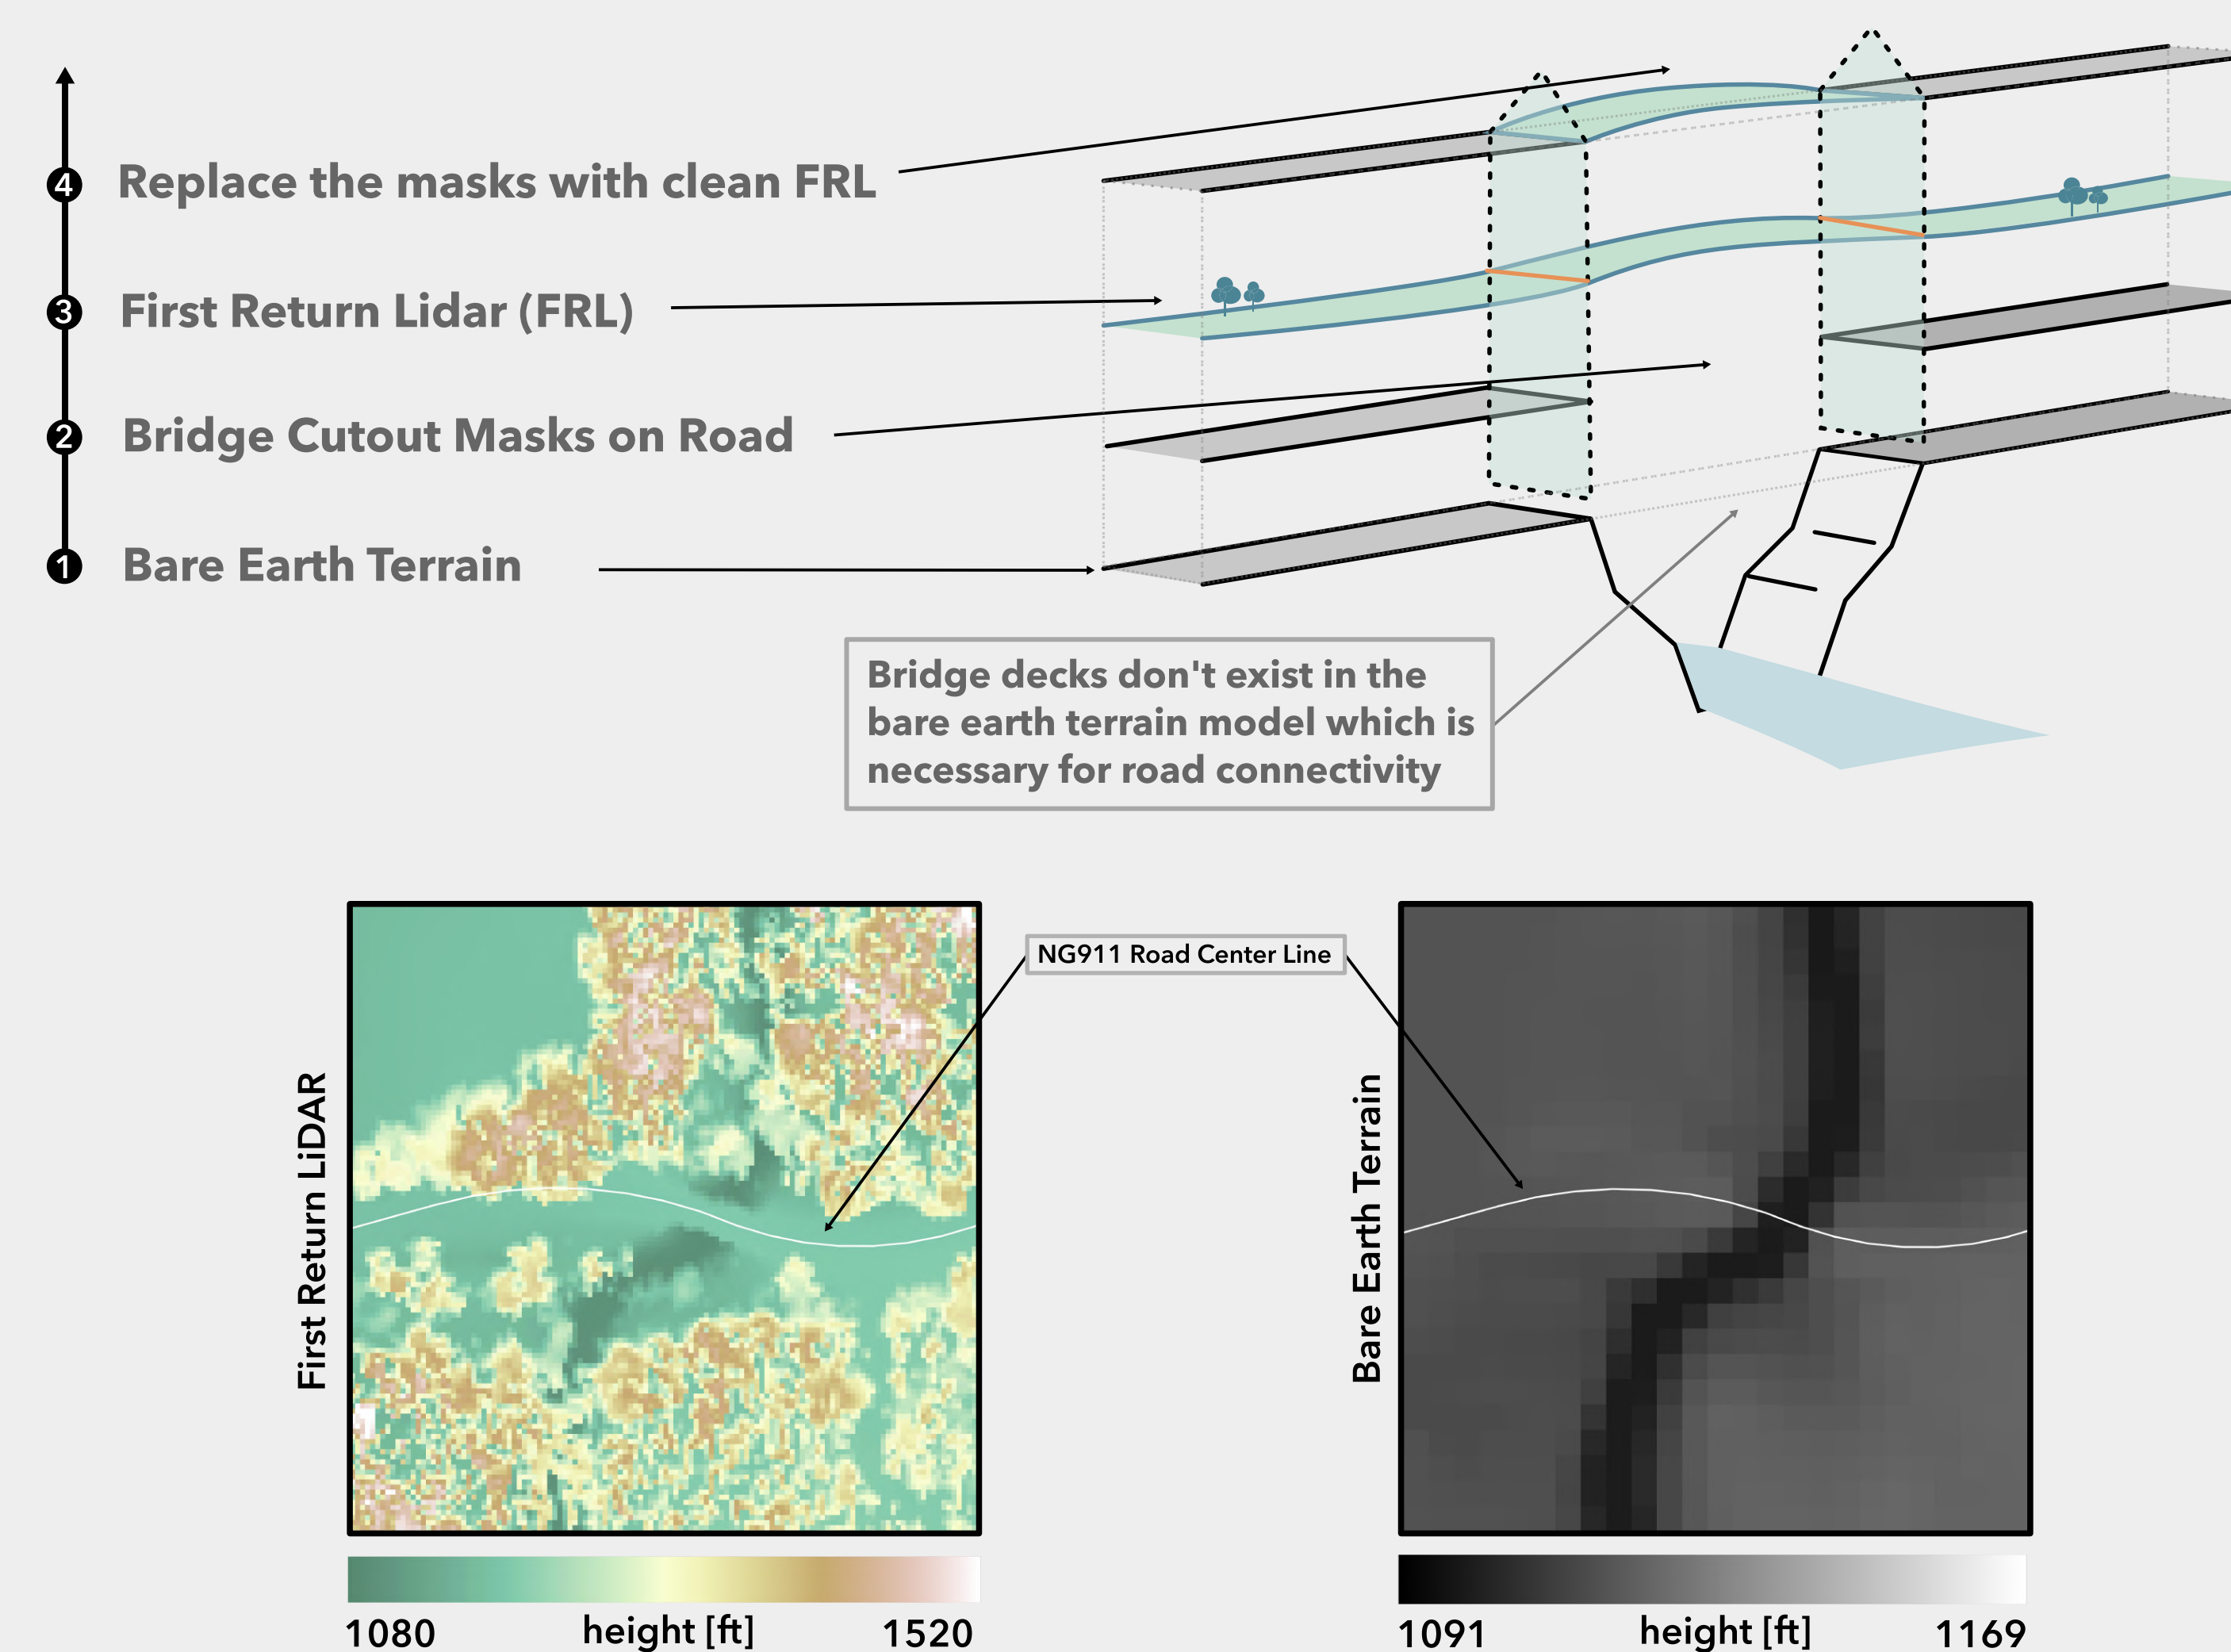 4 Replace the masks with clean FRL
3 First Return Lidar (FRL)
2 Bridge Cutout Masks on Road
1 Bare Earth Terrain
Bridge decks don't exist in the
bare earth terrain model which is
necessary for road connectivity
NG911 Road Center Line
First Return LiDAR
Bare Earth Terrain
1080 height [ft] 1520
1091 height [ft] 1169